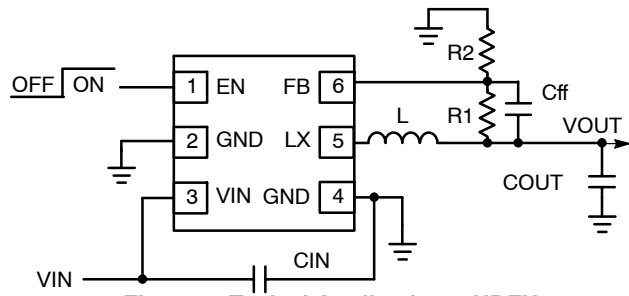 R2
OFF ON 1 EN FB 6 Cff
R1
L
VOUT
2 GND LX 5
COUT
3 VIN GND 4
CIN
VIN